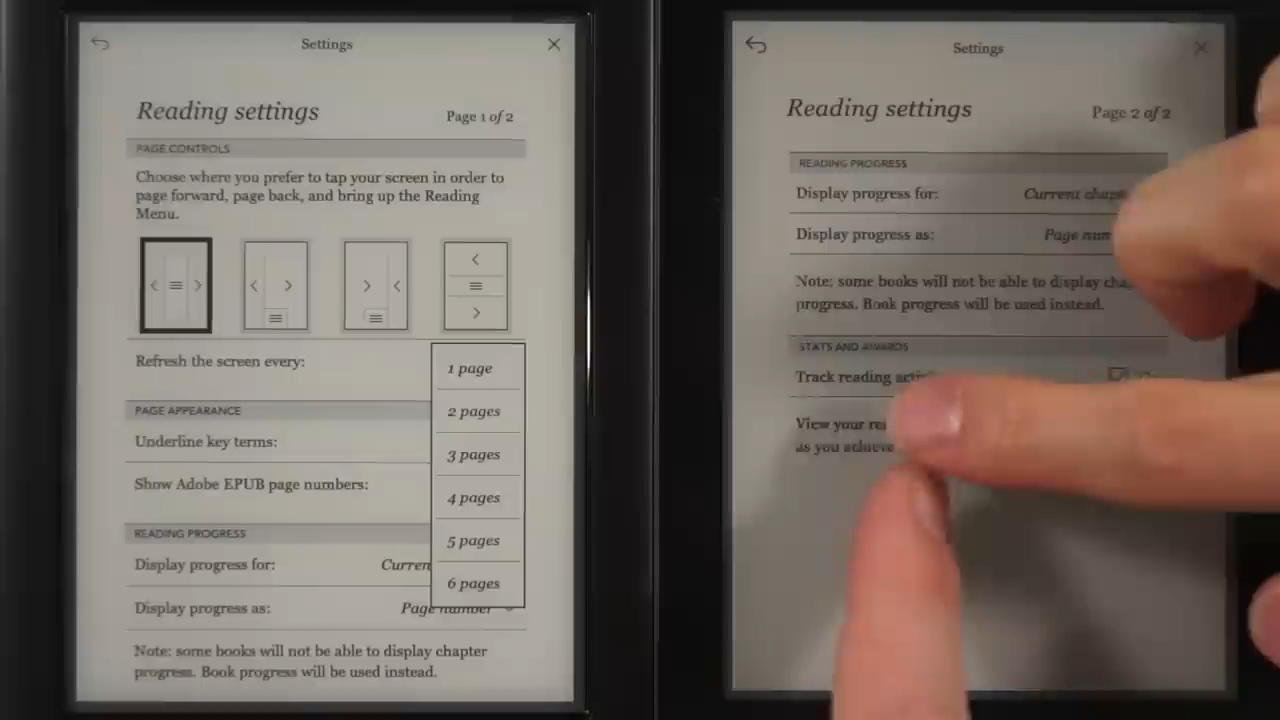 Settings
Reading settings
Page 1 of 2
PAGE CONTROLS
Choose where you prefer to tap your screen in order to
page forward, page back, and bring up the Reading
Menu.
Refresh the screen every:
1 page
2 pages
3 pages
4 pages
5 pages
6 pages
PAGE APPEARANCE
Underline key terms:
Show Adobe EPUB page numbers:
READING PROGRESS
Display progress for:
Display progress as: Page number
Note: some books will not be able to display chapter
progress. Book progress will be used instead.
Settings
Reading settings
Page 2 of 2
READING PROGRESS
Display progress for: Current
Display progress as: Page
Note: some books will not be able to display
progress. Book progress will be used instead.
STATS AND AWARDS
Track reading
View your
as you achieve